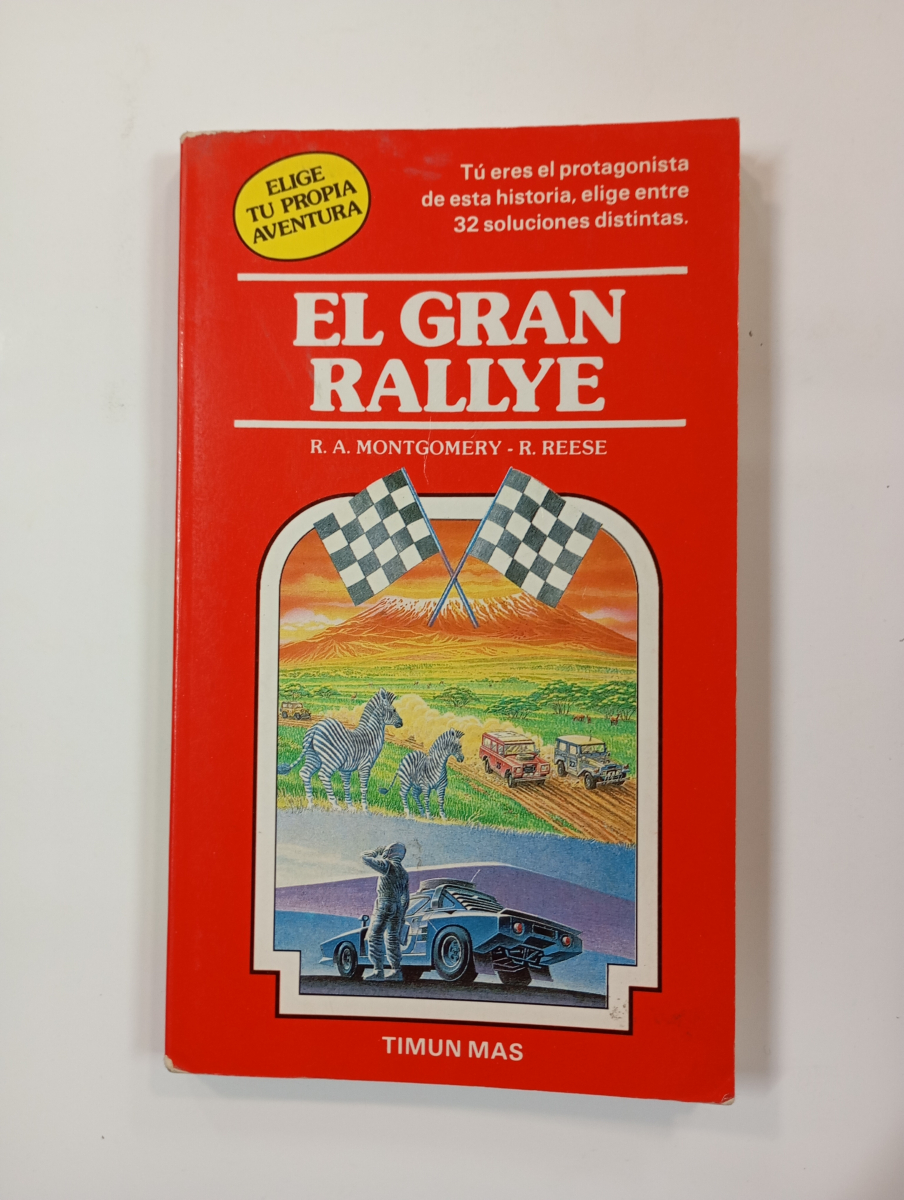 ELIGE
TU PROPIA
AVENTURA
Tú eres el protagonista
de esta historia, elige entre
32 soluciones distintas.
EL GRAN
RALLYE
R. A. MONTGOMERY - R. REESE
TIMUN MAS